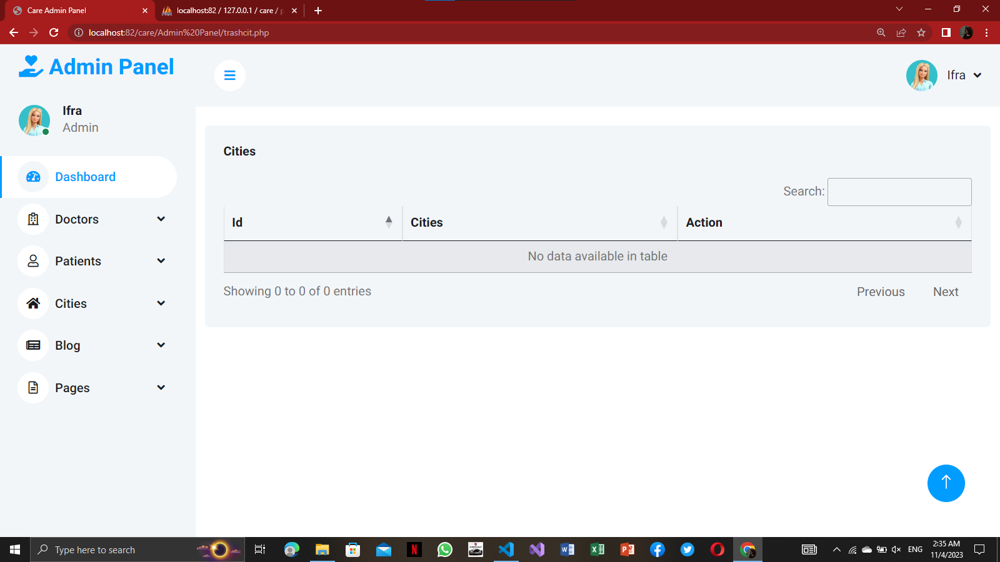 Care Admin Panel
localhost:82 / 127.0.0.1 / care /
localhost:82/care/Admin%20Panel/trashcit.php
Admin Panel
Ifra
Ifra
Admin
Dashboard
Doctors
Patients
Cities
Blog
Pages
Cities
Search:
Id Cities Action
No data available in table
Showing 0 to 0 of 0 entries
Previous Next
Type here to search
ENG
2:35 AM
11/4/2023